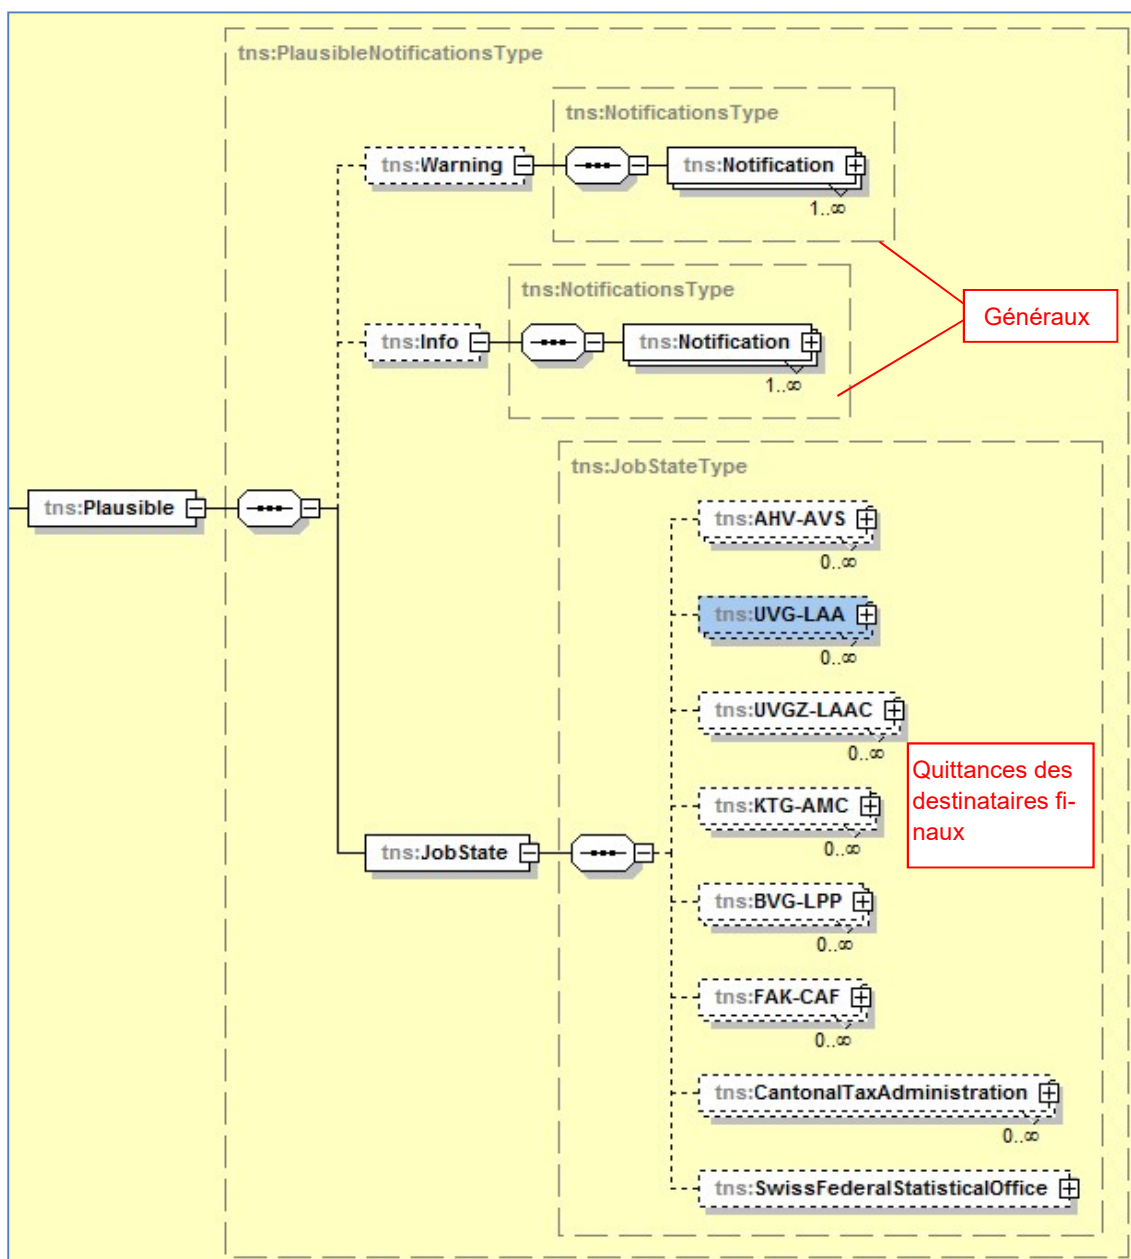 tns:PlausibleNotificationsType
tns:NotificationsType
tns:Warning
tns:Notification
1..∞
tns:NotificationsType
Généraux
tns:Info
tns:Notification
1..∞
tns:JobStateType
tns:Plausible
tns:AHV-AVS
0..∞
tns:UVG-LAA
0..∞
tns:UVGZ-LAAC
0..∞
Quittances des
destinataires fi-
naux
tns:KTG-AMC
0..∞
tns:JobState
tns:BVG-LPP
0..∞
tns:FAK-CAF
0..∞
tns:CantonalTaxAdministration
0..∞
tns:SwissFederalStatisticalOffice